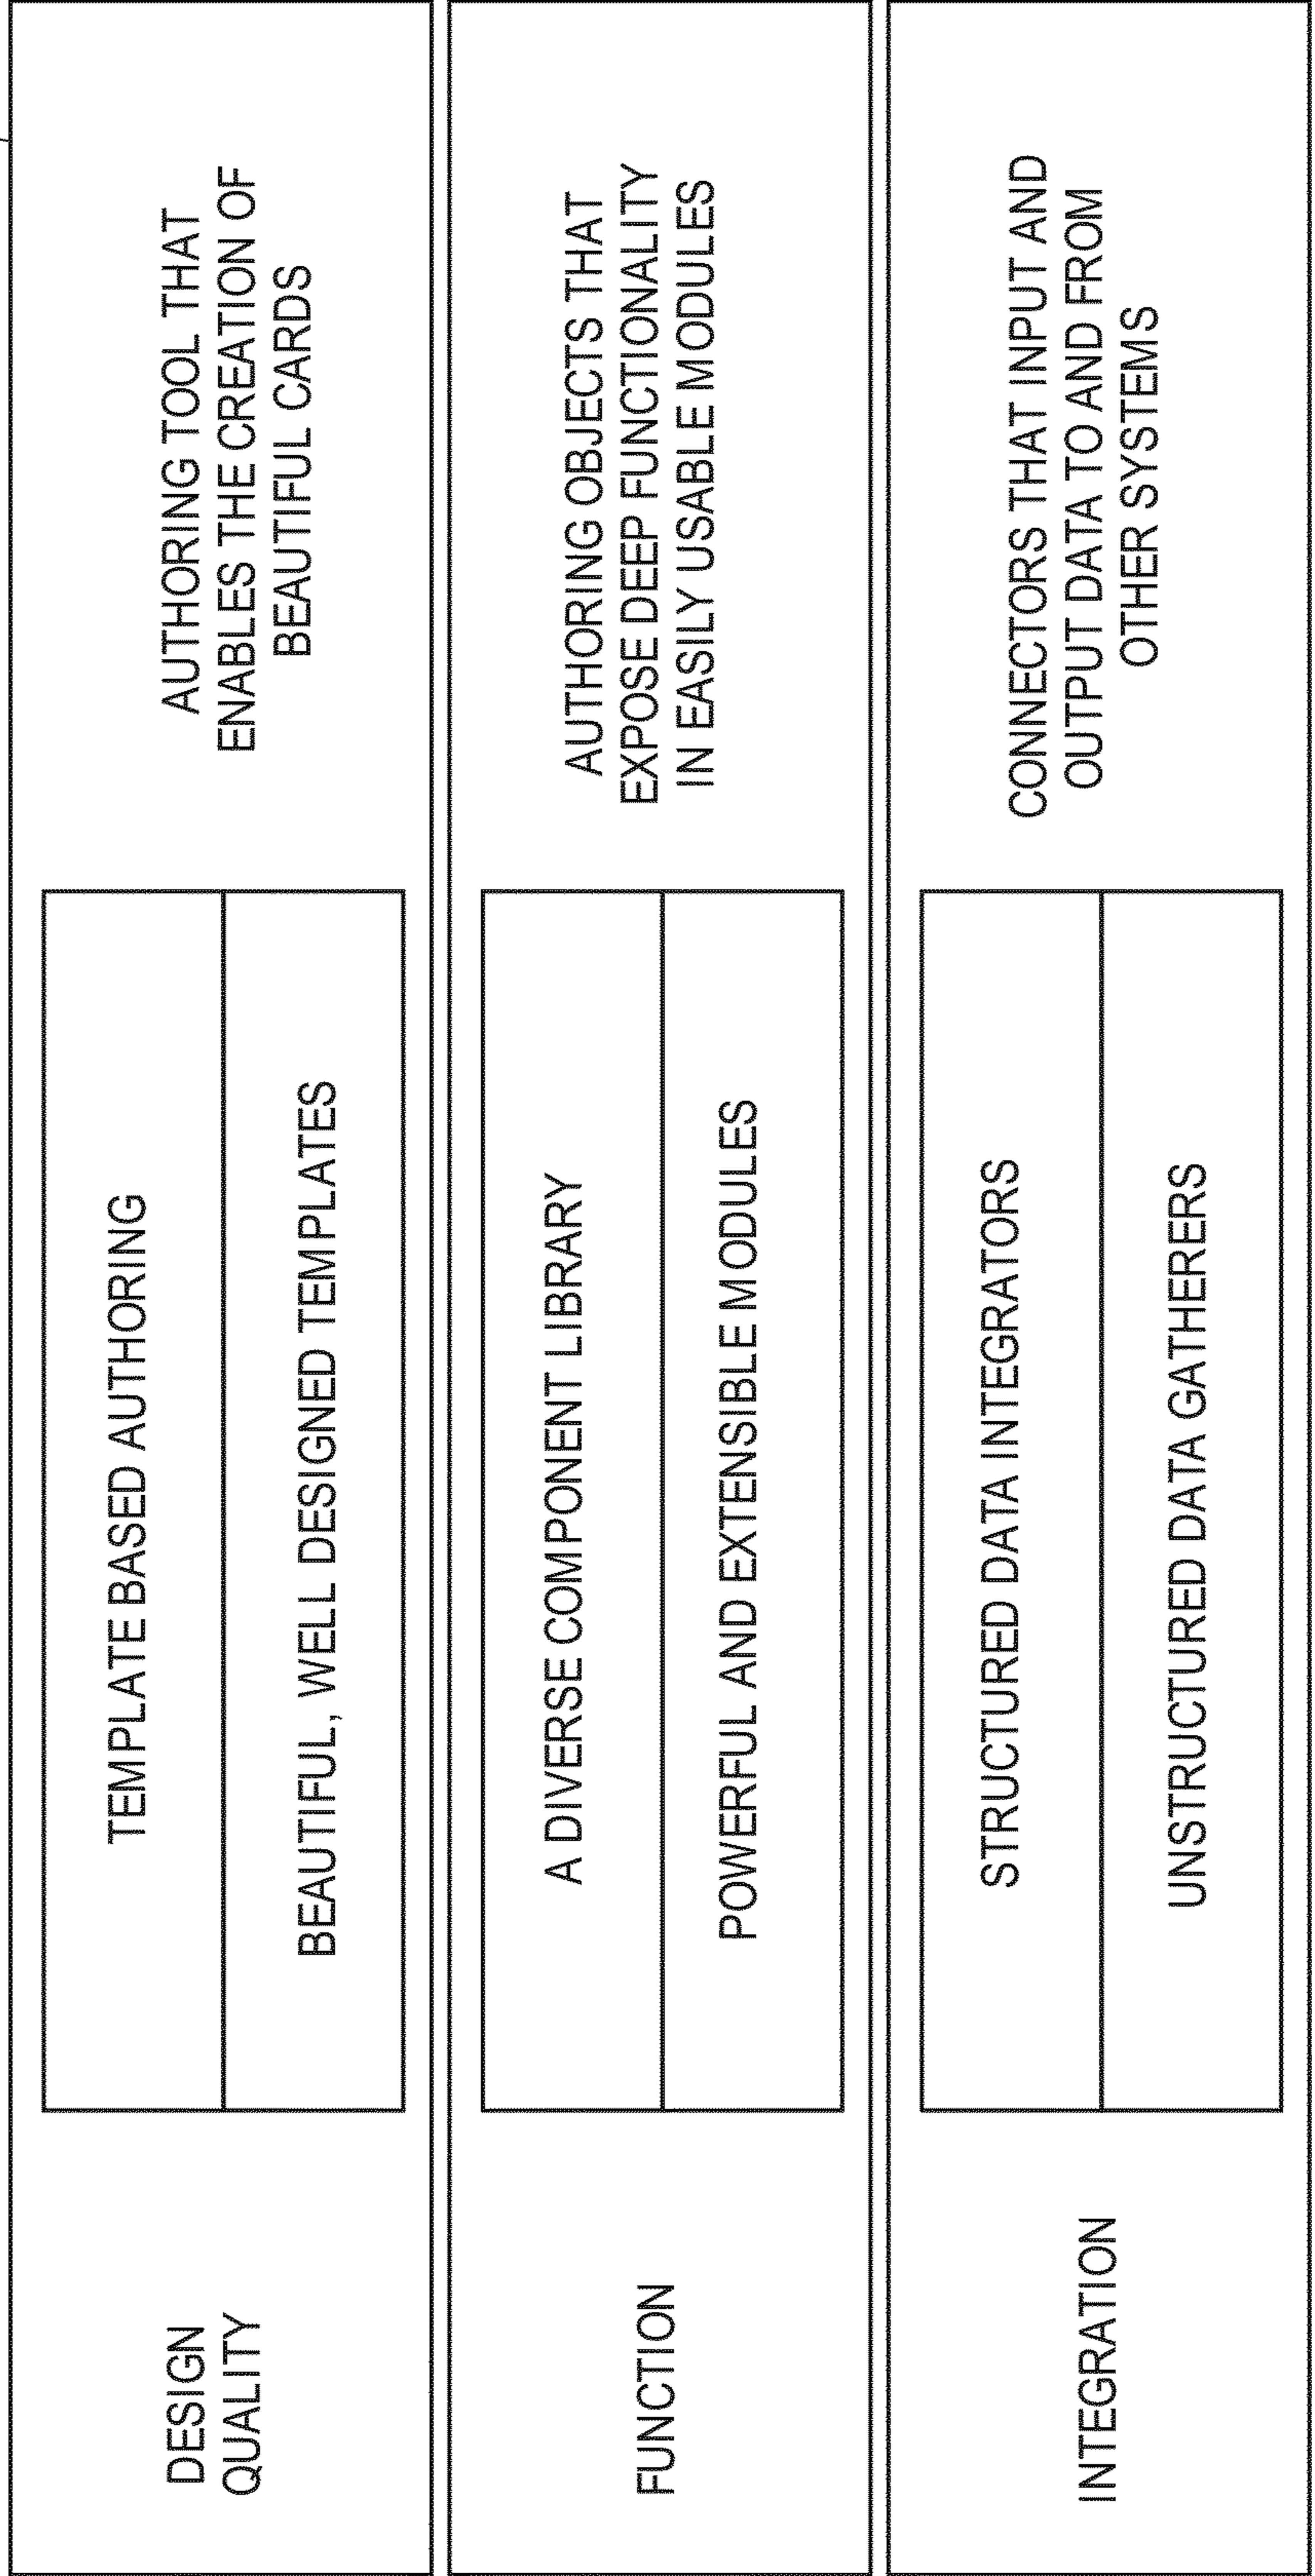 DESIGN
QUALITY
TEMPLATE BASED AUTHORING
BEAUTIFUL, WELL DESIGNED TEMPLATES
AUTHORING TOOL THAT
ENABLES THE CREATION OF
BEAUTIFUL CARDS
FUNCTION
A DIVERSE COMPONENT LIBRARY
POWERFUL AND EXTENSIBLE MODULES
AUTHORING OBJECTS THAT
EXPOSE DEEP FUNCTIONALITY
IN EASILY USABLE MODULES
INTEGRATION
STRUCTURED DATA INTEGRATORS
UNSTRUCTURED DATA GATHERERS
CONNECTORS THAT INPUT AND
OUTPUT DATA TO AND FROM
OTHER SYSTEMS